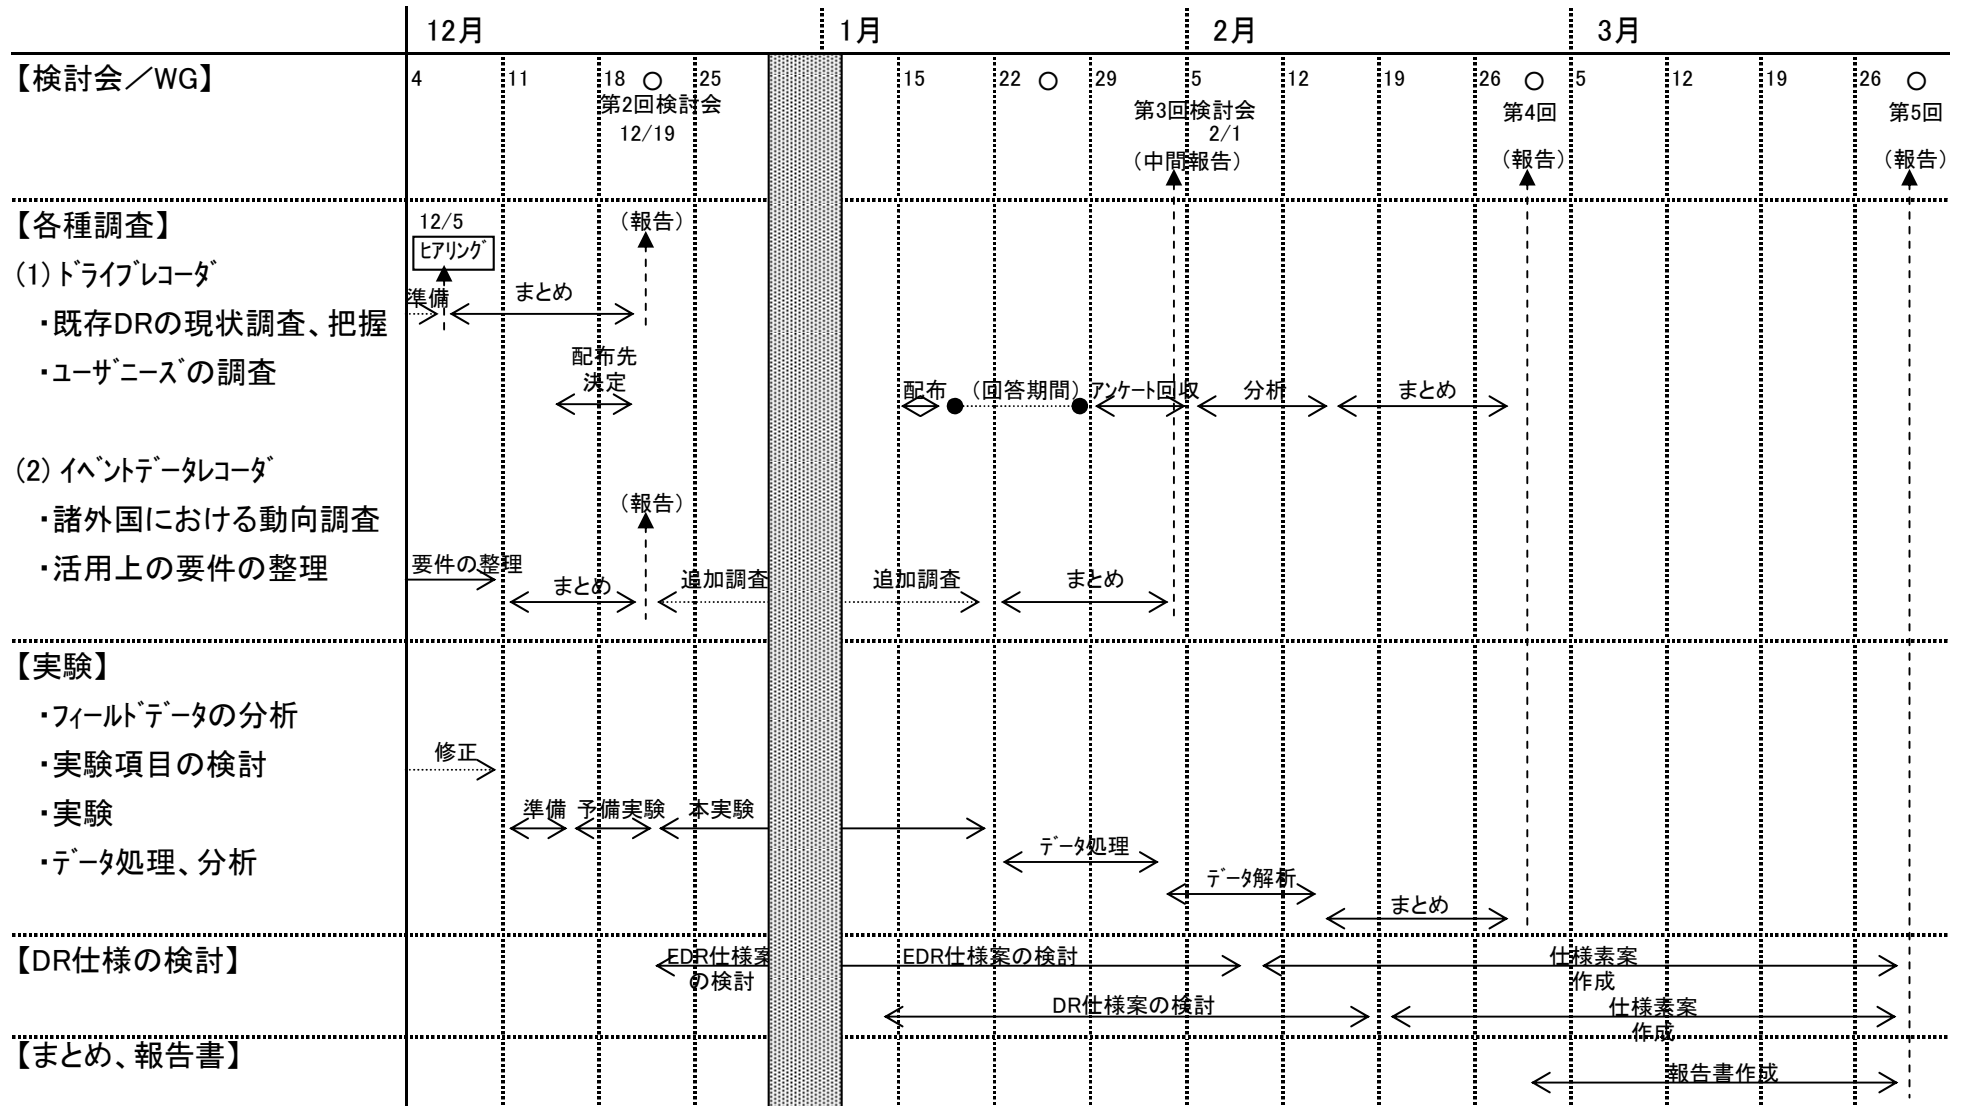 12月 1月 2月 3月
【検討会／WG】 4 11 18 ○ 25 15 22 ○ 29 5 12 19 26 ○ 5 12 19 26 ○
第2回検討会 第3回検討会 第4回 第5回
12/19 2/1
（中間報告） （報告） （報告）
【各種調査】 12/5 （報告）
ﾋｱﾘﾝｸﾞ
(1) ﾄﾞﾗｲﾌﾞﾚｺｰﾀﾞ
準備 まとめ
・既存DRの現状調査、把握
配布先
・ﾕｰｻﾞﾆｰｽﾞの調査 決定
配布 （回答期間） ｱﾝｹｰﾄ回収 分析 まとめ
(2) ｲﾍﾞﾝﾄﾃﾞｰﾀﾚｺｰﾀﾞ
（報告）
・諸外国における動向調査
・活用上の要件の整理 要件の整理 まとめ 追加調査 追加調査 まとめ
【実験】
・ﾌｨｰﾙﾄﾞﾃﾞｰﾀの分析
・実験項目の検討 修正
・実験 準備 予備実験 本実験
・ﾃﾞｰﾀ処理、分析 ﾃﾞｰﾀ処理
ﾃﾞｰﾀ解析
まとめ
【DR仕様の検討】 EDR仕様案 EDR仕様案の検討 仕様素案
の検討 作成
DR仕様案の検討 仕様素案
作成
【まとめ、報告書】
報告書作成